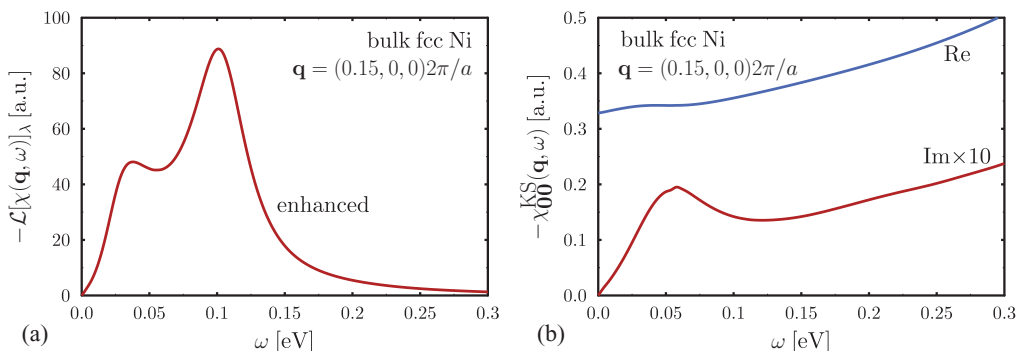 100
80
60
40
20
0
−ℒ[χ(𝐪, ω)]λ [a.u.]
bulk fcc Ni
𝐪 = (0.15, 0, 0)2π/a
enhanced
0.0 0.05 0.1 0.15 0.2 0.25 0.3
ω [eV]
(a)
0.5
0.4
0.3
0.2
0.1
0.0
−χ𝟎𝟎^KS(𝐪, ω) [a.u.]
bulk fcc Ni
𝐪 = (0.15, 0, 0)2π/a
Re
Im×10
0.0 0.05 0.1 0.15 0.2 0.25 0.3
ω [eV]
(b)